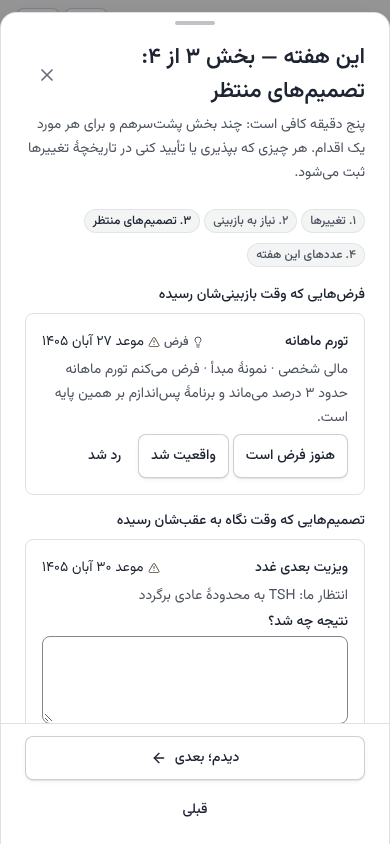 این هفته — بخش ۳ از ۴:
تصمیم‌های منتظر
پنج دقیقه کافی است: چند بخش پشت‌سرهم و برای هر مورد
یک اقدام. هر چیزی که بپذیری یا تأیید کنی در تاریخچهٔ تغییرها
ثبت می‌شود.
۱. تغییرها
۲. نیاز به بازبینی
۳. تصمیم‌های منتظر
۴. عددهای این هفته
فرض‌هایی که وقت بازبینی‌شان رسیده
تورم ماهانه
فرض
موعد ۲۷ آبان ۱۴۰۵
مالی شخصی · نمونهٔ مبدأ · فرض می‌کنم تورم ماهانه
حدود ۳ درصد می‌ماند و برنامهٔ پس‌اندازم بر همین پایه
است.
هنوز فرض است
واقعیت شد
رد شد
تصمیم‌هایی که وقت نگاه به عقب‌شان رسیده
ویزیت بعدی غدد
موعد ۳۰ آبان ۱۴۰۵
انتظار ما: TSH به محدودهٔ عادی برگردد
نتیجه چه شد؟
دیدم؛ بعدی
قبلی